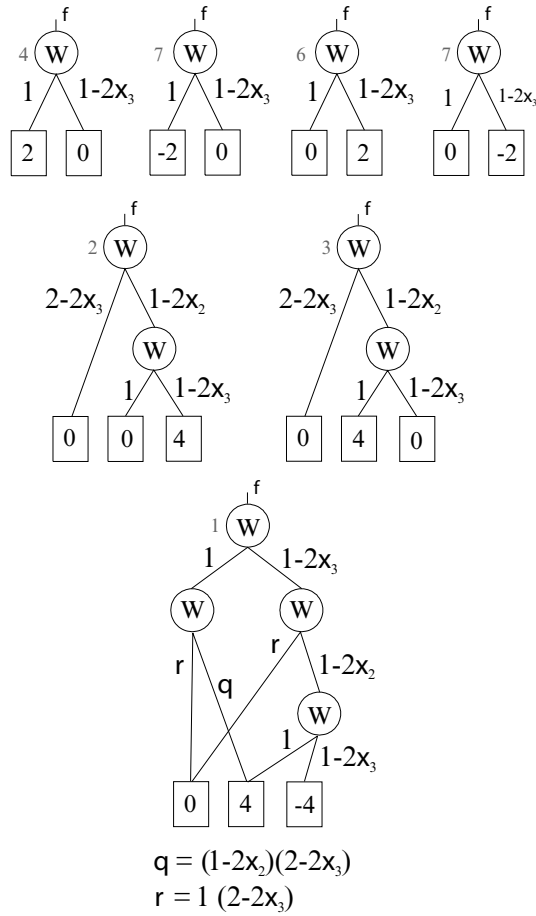 f f f f
4 W 7 W 6 W 7 W
1 1-2x₃ 1 1-2x₃ 1 1-2x₃ 1 1-2x₃
2 0 -2 0 0 2 0 -2
f f
2 W 3 W
2-2x₃ 1-2x₂ 2-2x₃ 1-2x₂
W W
1 1-2x₃ 1 1-2x₃
0 0 4 0 4 0
f
1 W
1 1-2x₃
W W
r q r 1-2x₂
W
1 1-2x₃
0 4 -4
q = (1-2x₂)(2-2x₃)
r = 1 (2-2x₃)